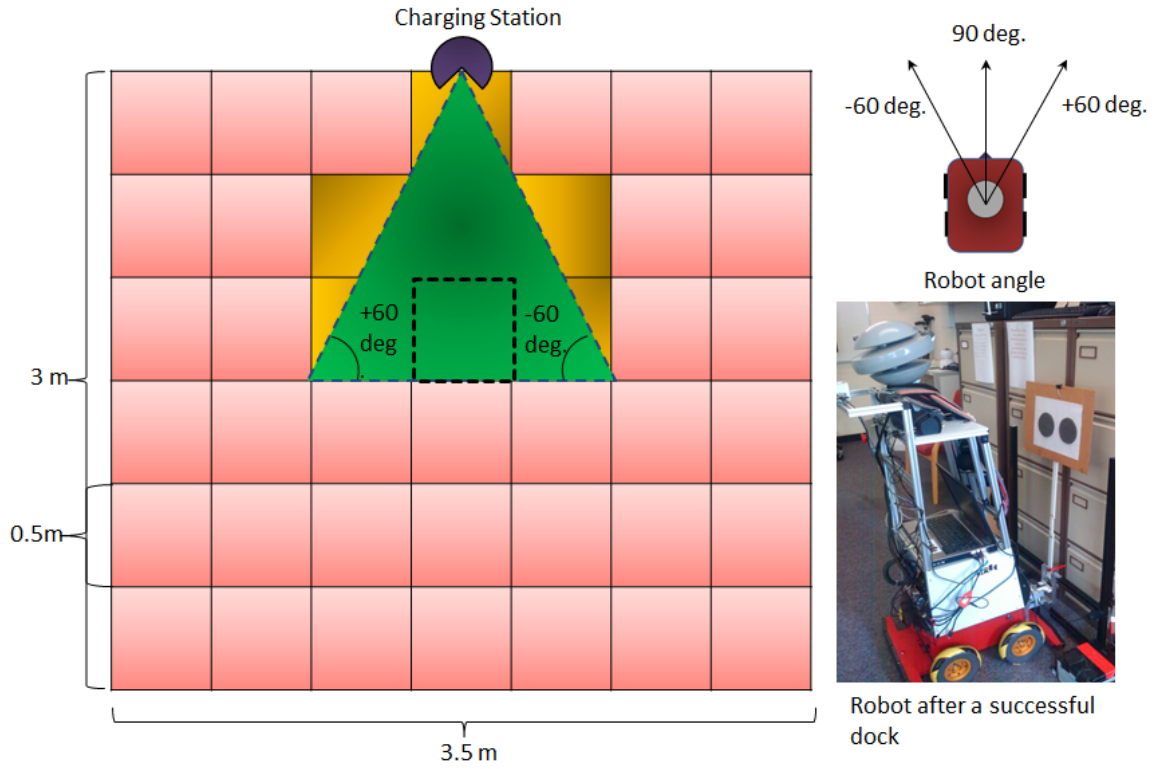 Charging Station
90 deg.
-60 deg.
+60 deg.
Robot angle
+60
deg
-60
deg.
3 m
0.5m
3.5 m
Robot after a successful
dock